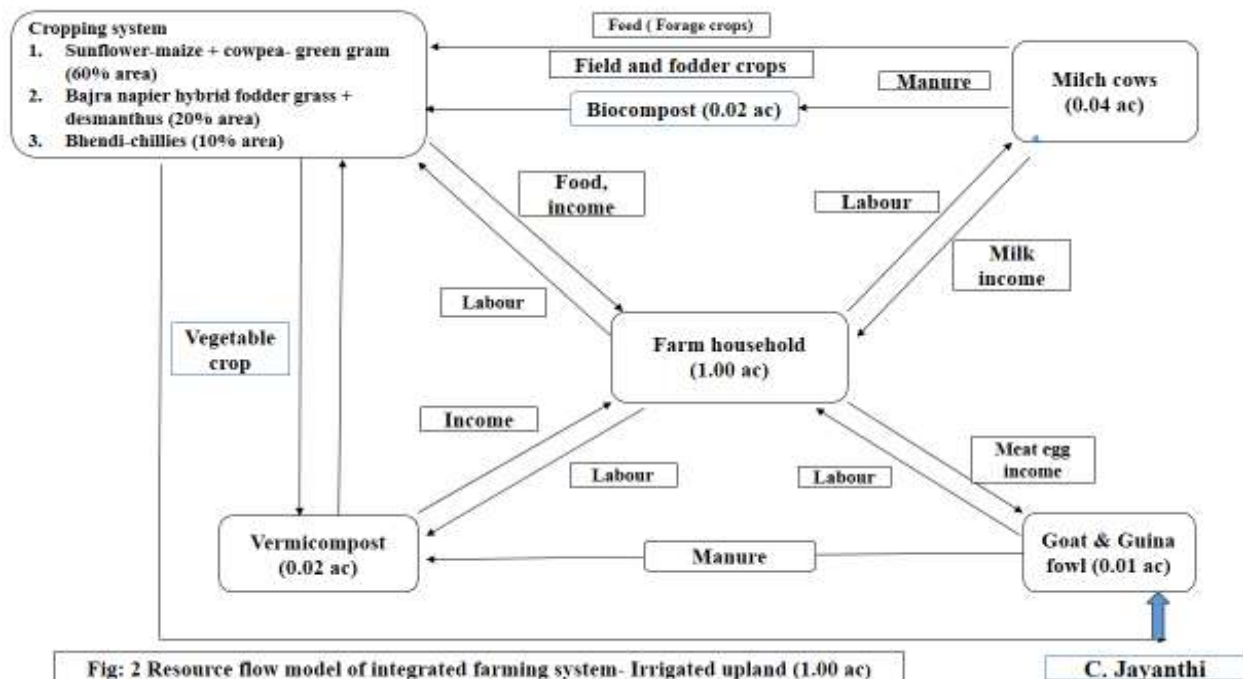 Cropping system
1. Sunflower-maize + cowpea- green gram
(60% area)
2. Bajra napier hybrid fodder grass +
desmanthus (20% area)
3. Bhendi-chillies (10% area)
Feed ( Forage crops)
Field and fodder crops
Manure
Biocompost (0.02 ac)
Milch cows
(0.04 ac)
Food,
income
Labour
Labour
Milk
income
Vegetable
crop
Farm household
(1.00 ac)
Income
Labour
Labour
Meat egg
income
Vermicompost
(0.02 ac)
Manure
Goat & Guina
fowl (0.01 ac)
Fig: 2 Resource flow model of integrated farming system- Irrigated upland (1.00 ac)
C. Jayanthi